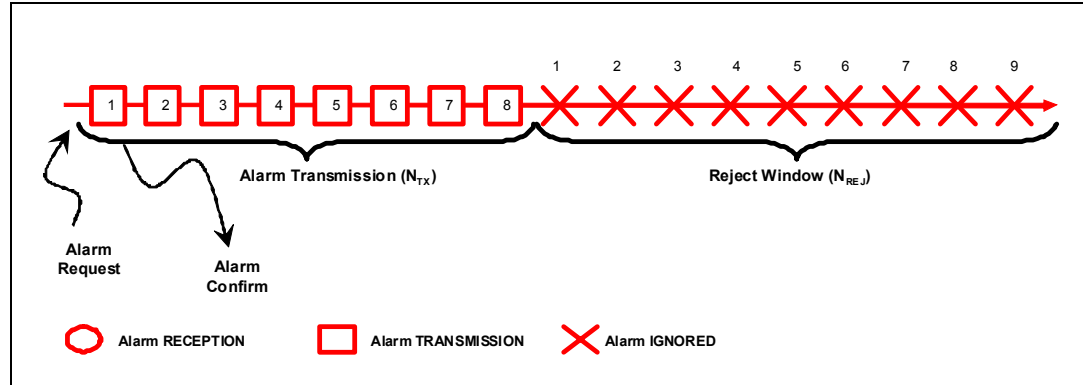 1 2 3 4 5 6 7 8 9
1 2 3 4 5 6 7 8
Alarm Transmission (NTX)
Reject Window (NREJ)
Alarm
Request
Alarm
Confirm
Alarm RECEPTION
Alarm TRANSMISSION
Alarm IGNORED